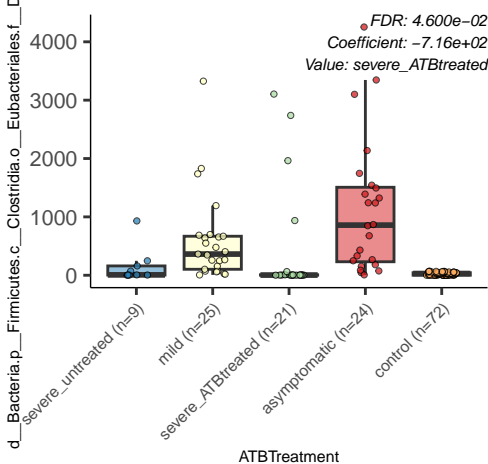 FDR: 4.600e−02
Coefficient: −7.16e+02
Value: severe_ATBtreated
d__Bacteria.p__Firmicutes.c__Clostridia.o__Eubacteriales.f__D
4000
3000
2000
1000
0
severe_untreated (n=9)
mild (n=25)
severe_ATBtreated (n=21)
asymptomatic (n=24)
control (n=72)
ATBTreatment